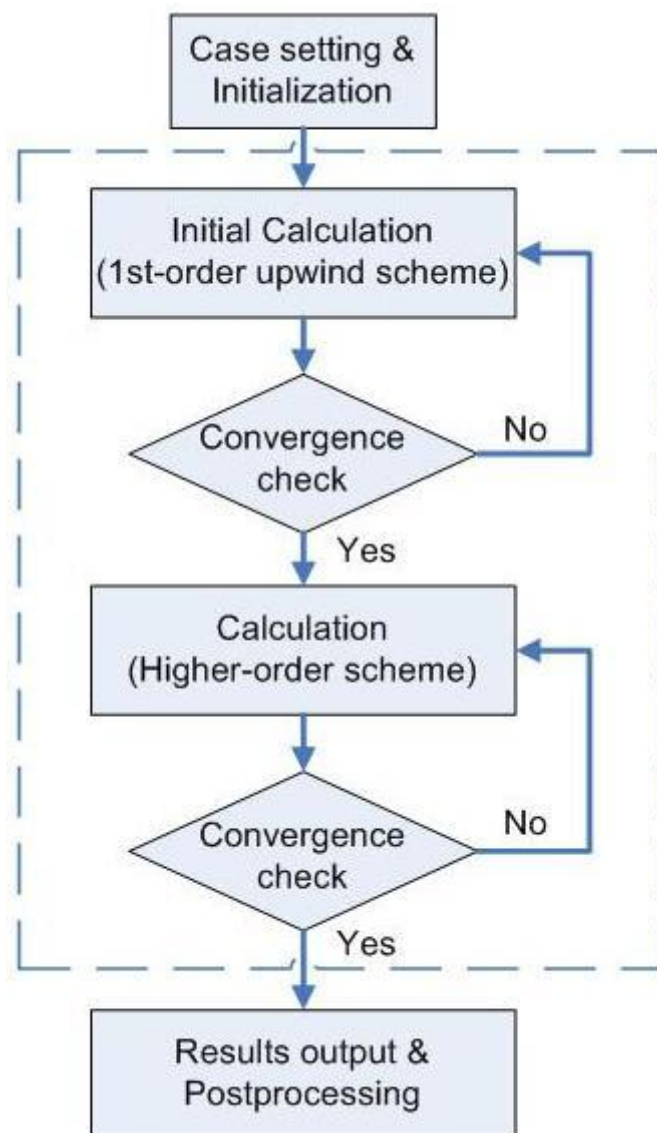 Case setting &
Initialization
Initial Calculation
(1st-order upwind scheme)
Convergence
check
No
Yes
Calculation
(Higher-order scheme)
Convergence
check
No
Yes
Results output &
Postprocessing